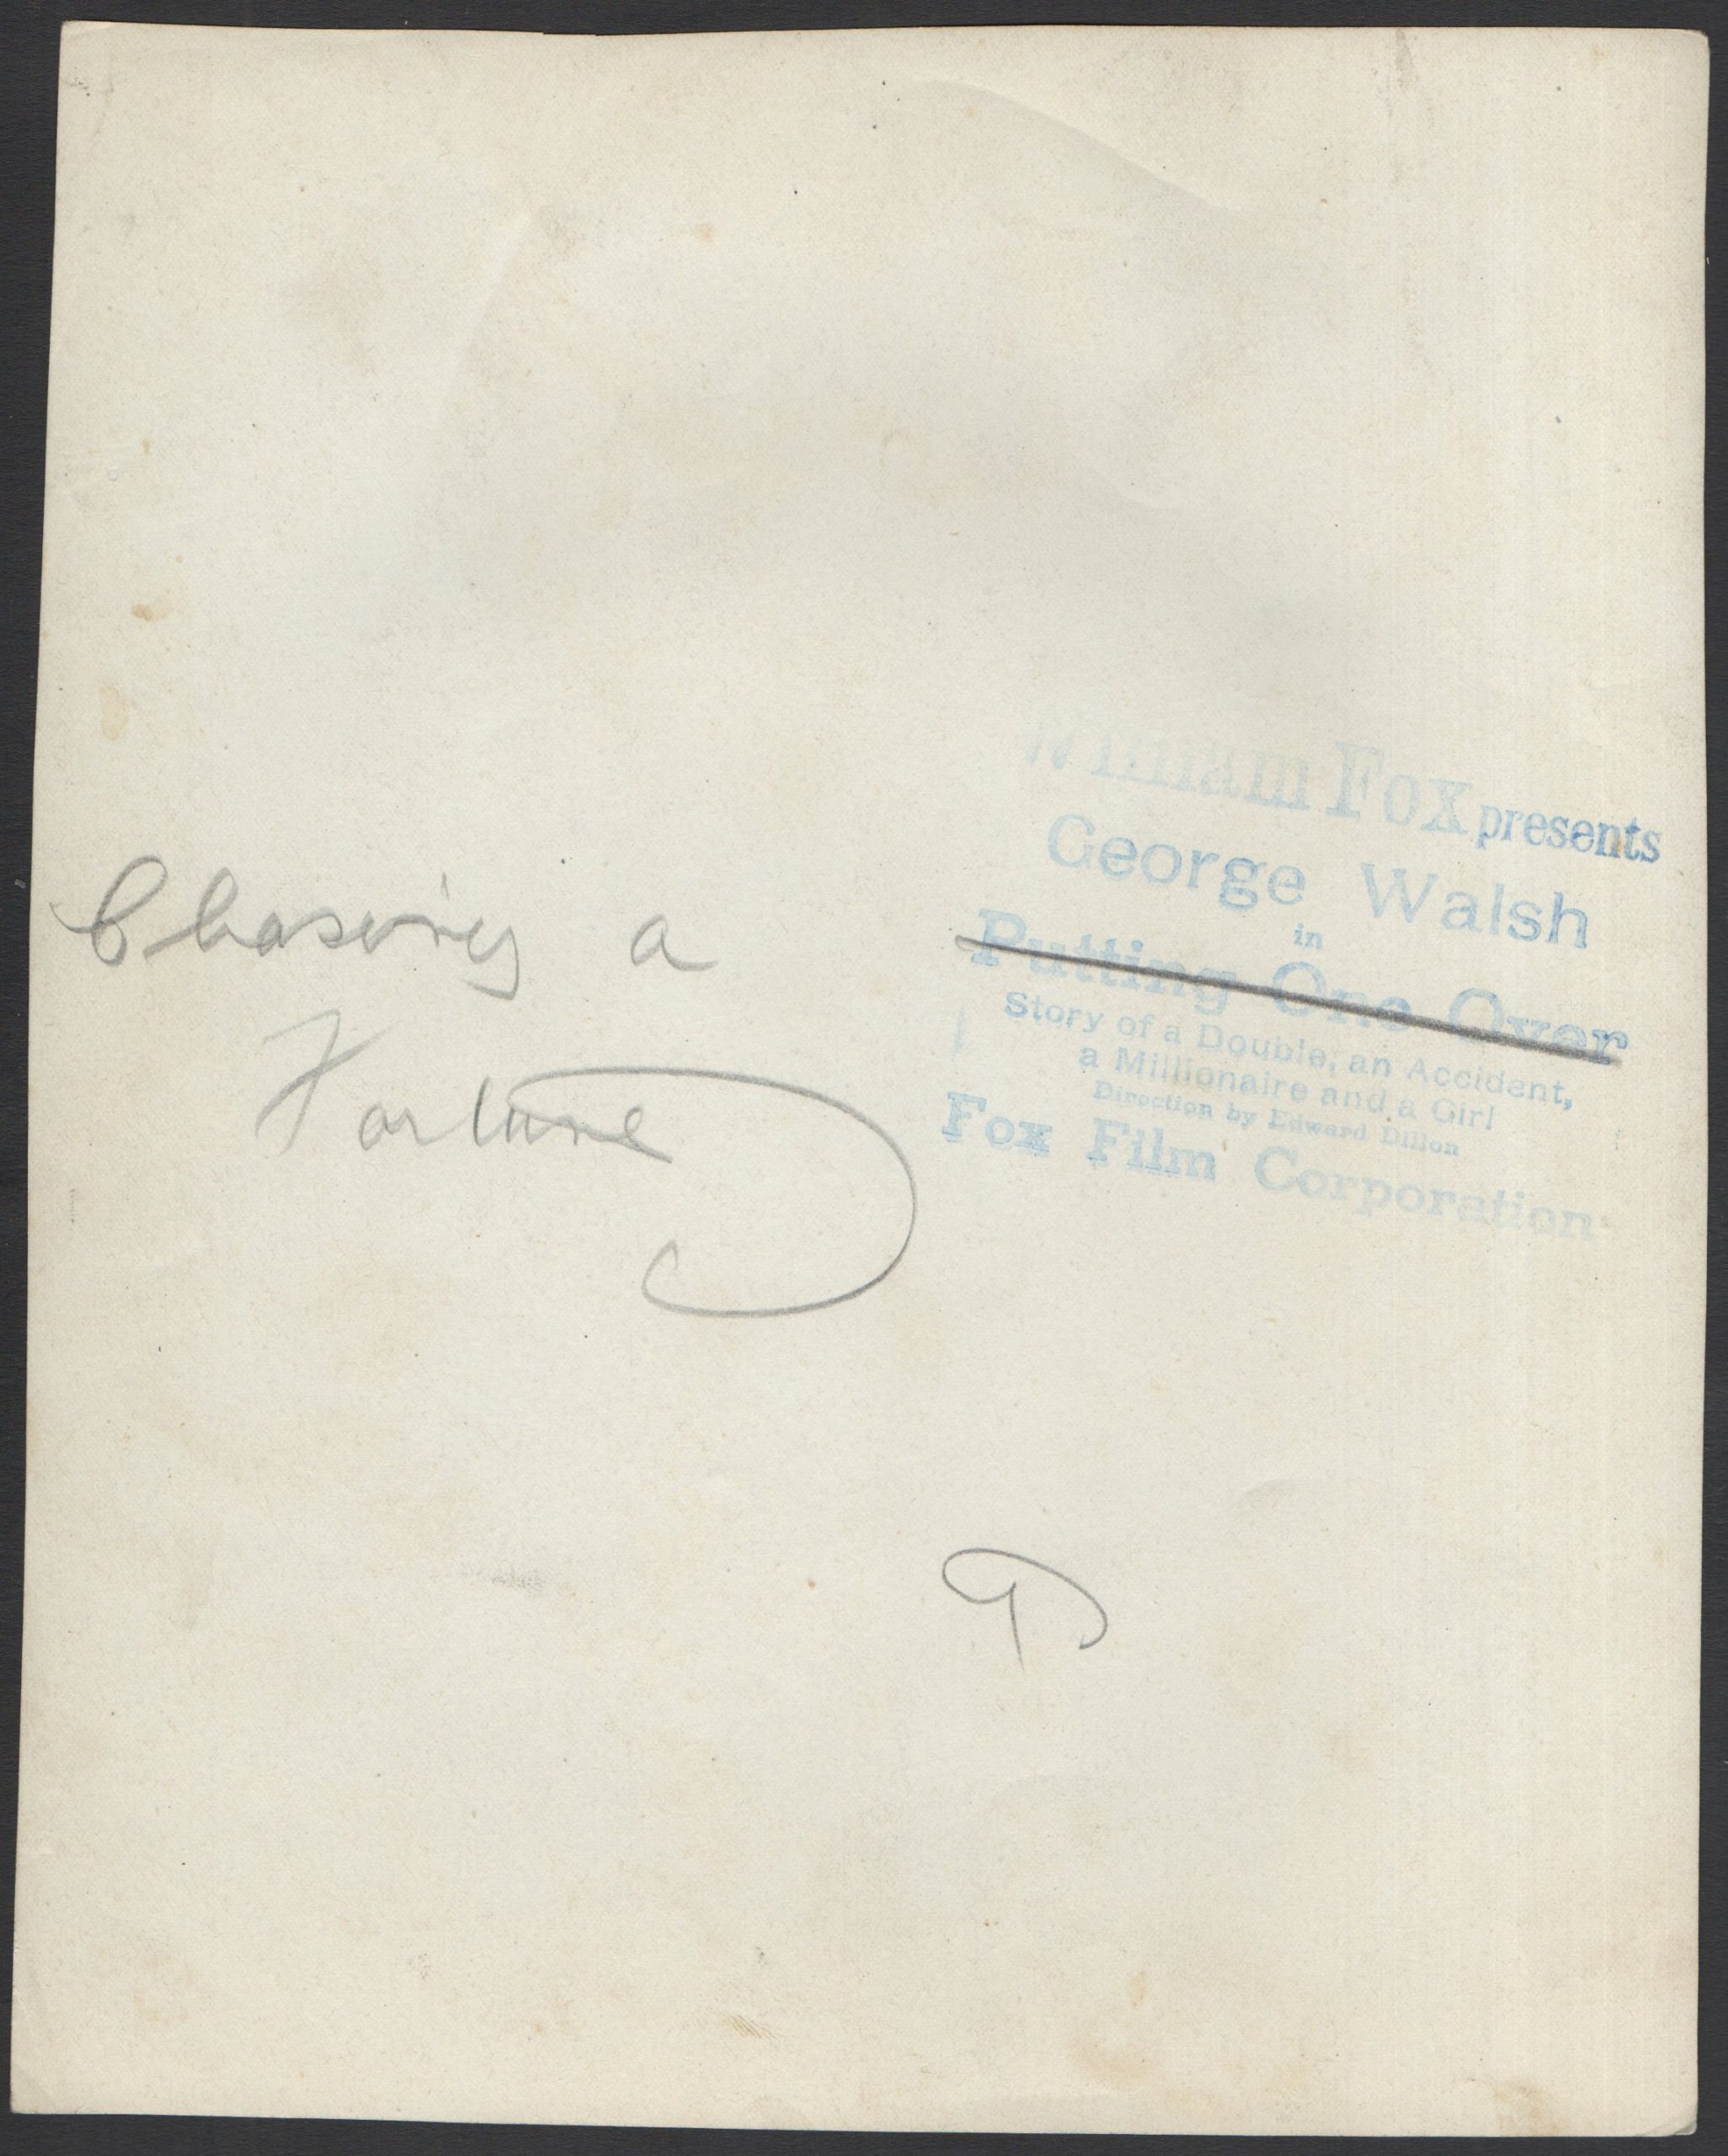 Chasing a
Fortune
William Fox presents
George Walsh
in
Putting One Over
Story of a Double, an Accident,
a Millionaire and a Girl
Direction by Edward Dillon
Fox Film Corporation